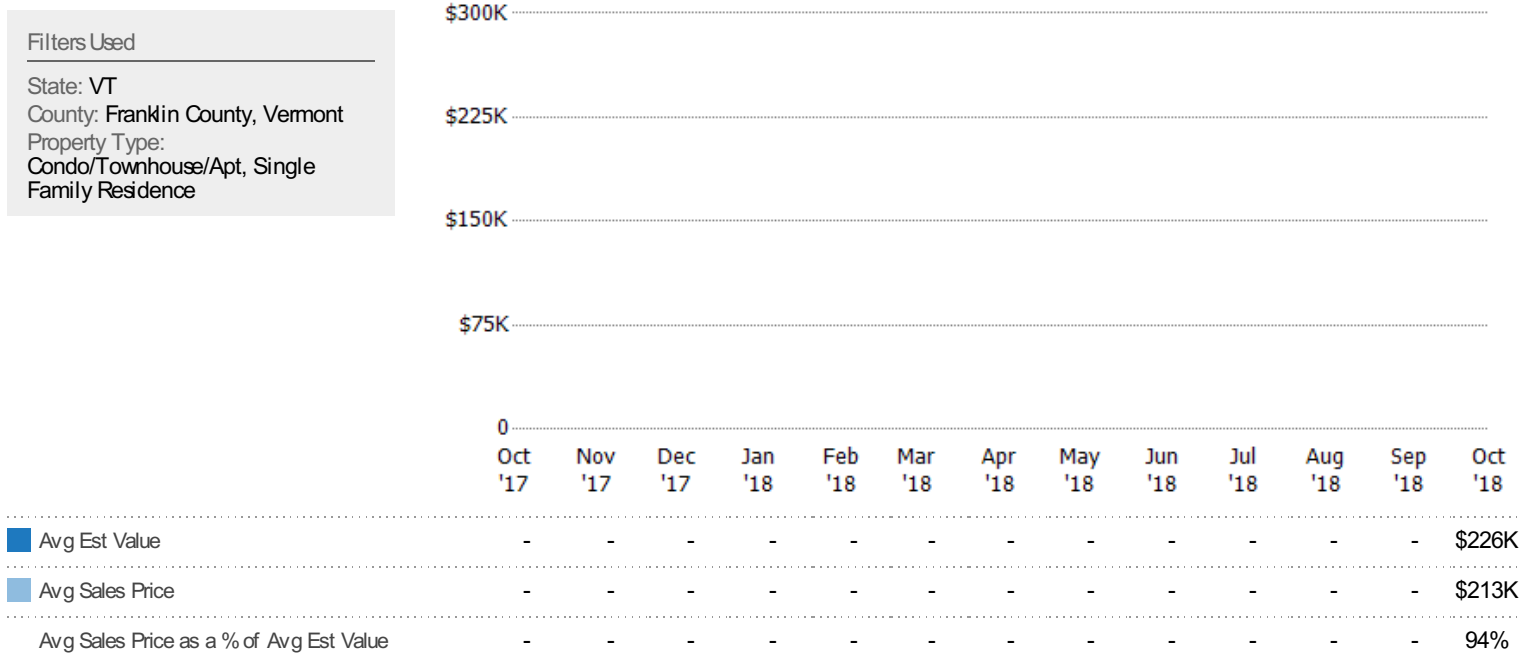 Filters Used
State: VT
County: Franklin County, Vermont
Property Type:
Condo/Townhouse/Apt, Single
Family Residence
$300K
$225K
$150K
$75K
0
Oct Nov Dec Jan Feb Mar Apr May Jun Jul Aug Sep Oct
'17 '17 '17 '18 '18 '18 '18 '18 '18 '18 '18 '18 '18
Avg Est Value - - - - - - - - - - - - $226K
Avg Sales Price - - - - - - - - - - - - $213K
Avg Sales Price as a % of Avg Est Value - - - - - - - - - - - - 94%